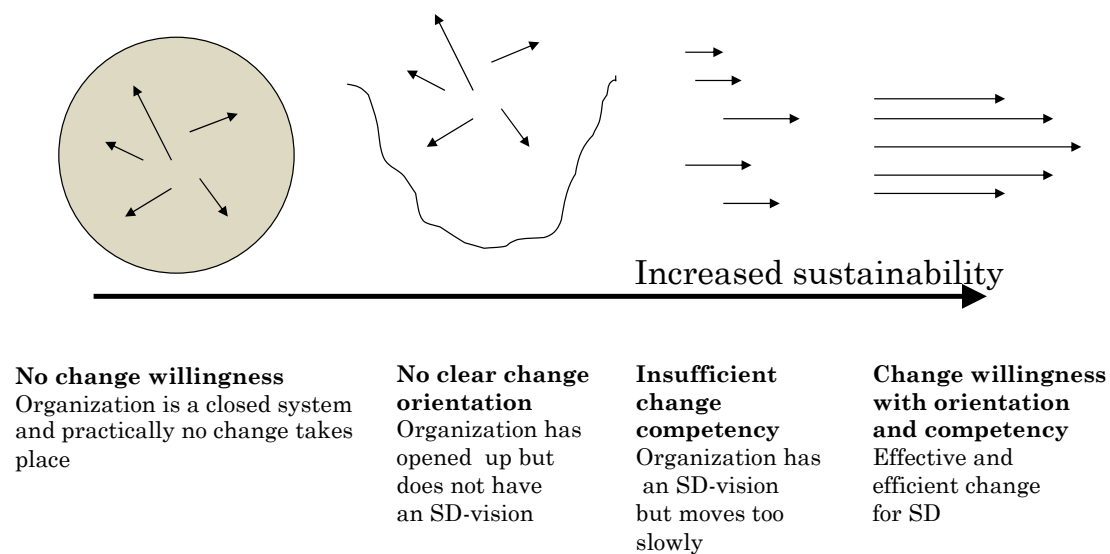 Increased sustainability
No change willingness
Organization is a closed system
and practically no change takes
place
No clear change
orientation
Organization has
opened up but
does not have
an SD-vision
Insufficient
change
competency
Organization has
an SD-vision
but moves too
slowly
Change willingness
with orientation
and competency
Effective and
efficient change
for SD